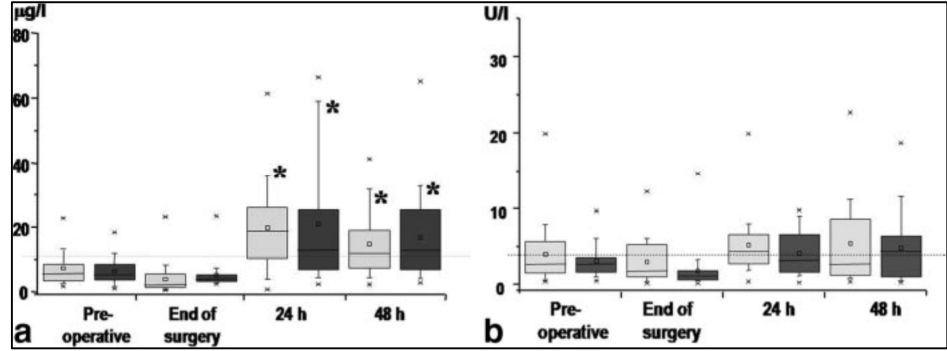 µg/l
80
60
40
20
0
*
*
*
*
Pre-
operative
End of
surgery
24 h
48 h
a
U/l
30
20
10
0
Pre-
operative
End of
surgery
24 h
48 h
b